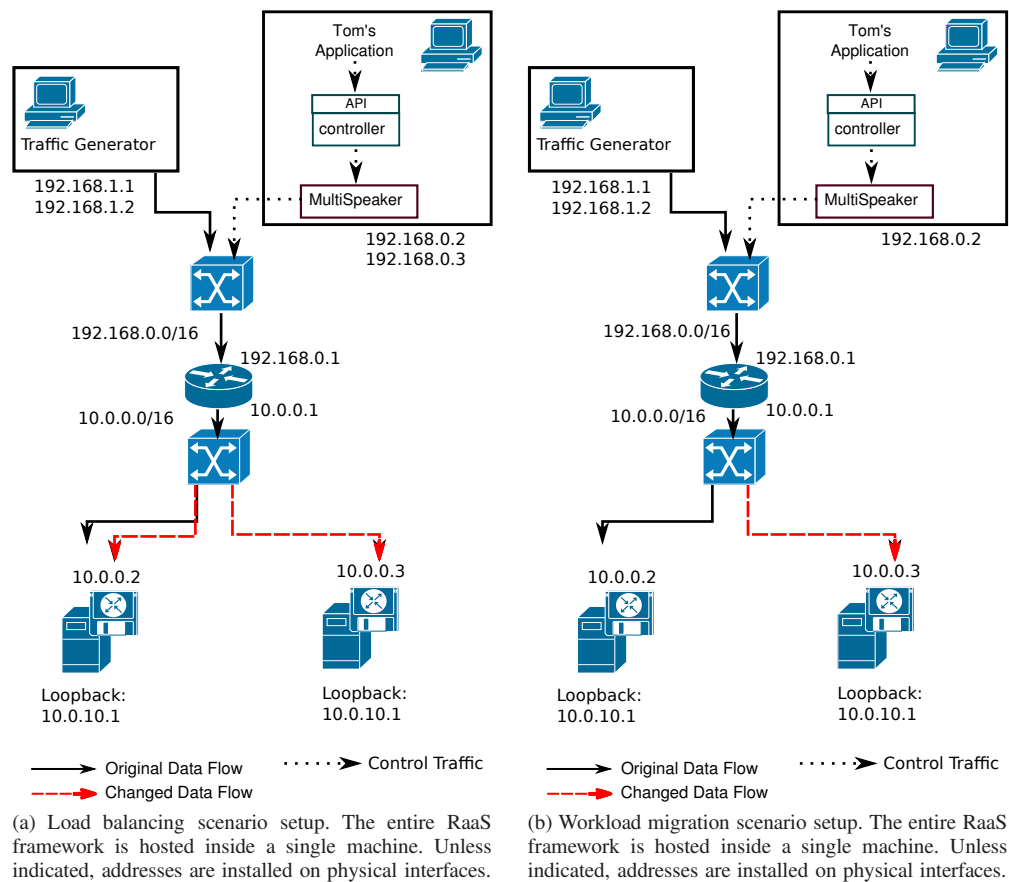 Tom's
Application
API
controller
MultiSpeaker
Traffic Generator
192.168.1.1
192.168.1.2
192.168.0.2
192.168.0.3
192.168.0.0/16
192.168.0.1
10.0.0.0/16
10.0.0.1
10.0.0.2
10.0.0.3
Loopback:
10.0.10.1
Loopback:
10.0.10.1
Original Data Flow
Control Traffic
Changed Data Flow
(a) Load balancing scenario setup. The entire RaaS
framework is hosted inside a single machine. Unless
indicated, addresses are installed on physical interfaces.
Tom's
Application
API
controller
MultiSpeaker
Traffic Generator
192.168.1.1
192.168.1.2
192.168.0.2
192.168.0.0/16
192.168.0.1
10.0.0.0/16
10.0.0.1
10.0.0.2
10.0.0.3
Loopback:
10.0.10.1
Loopback:
10.0.10.1
Original Data Flow
Control Traffic
Changed Data Flow
(b) Workload migration scenario setup. The entire RaaS
framework is hosted inside a single machine. Unless
indicated, addresses are installed on physical interfaces.